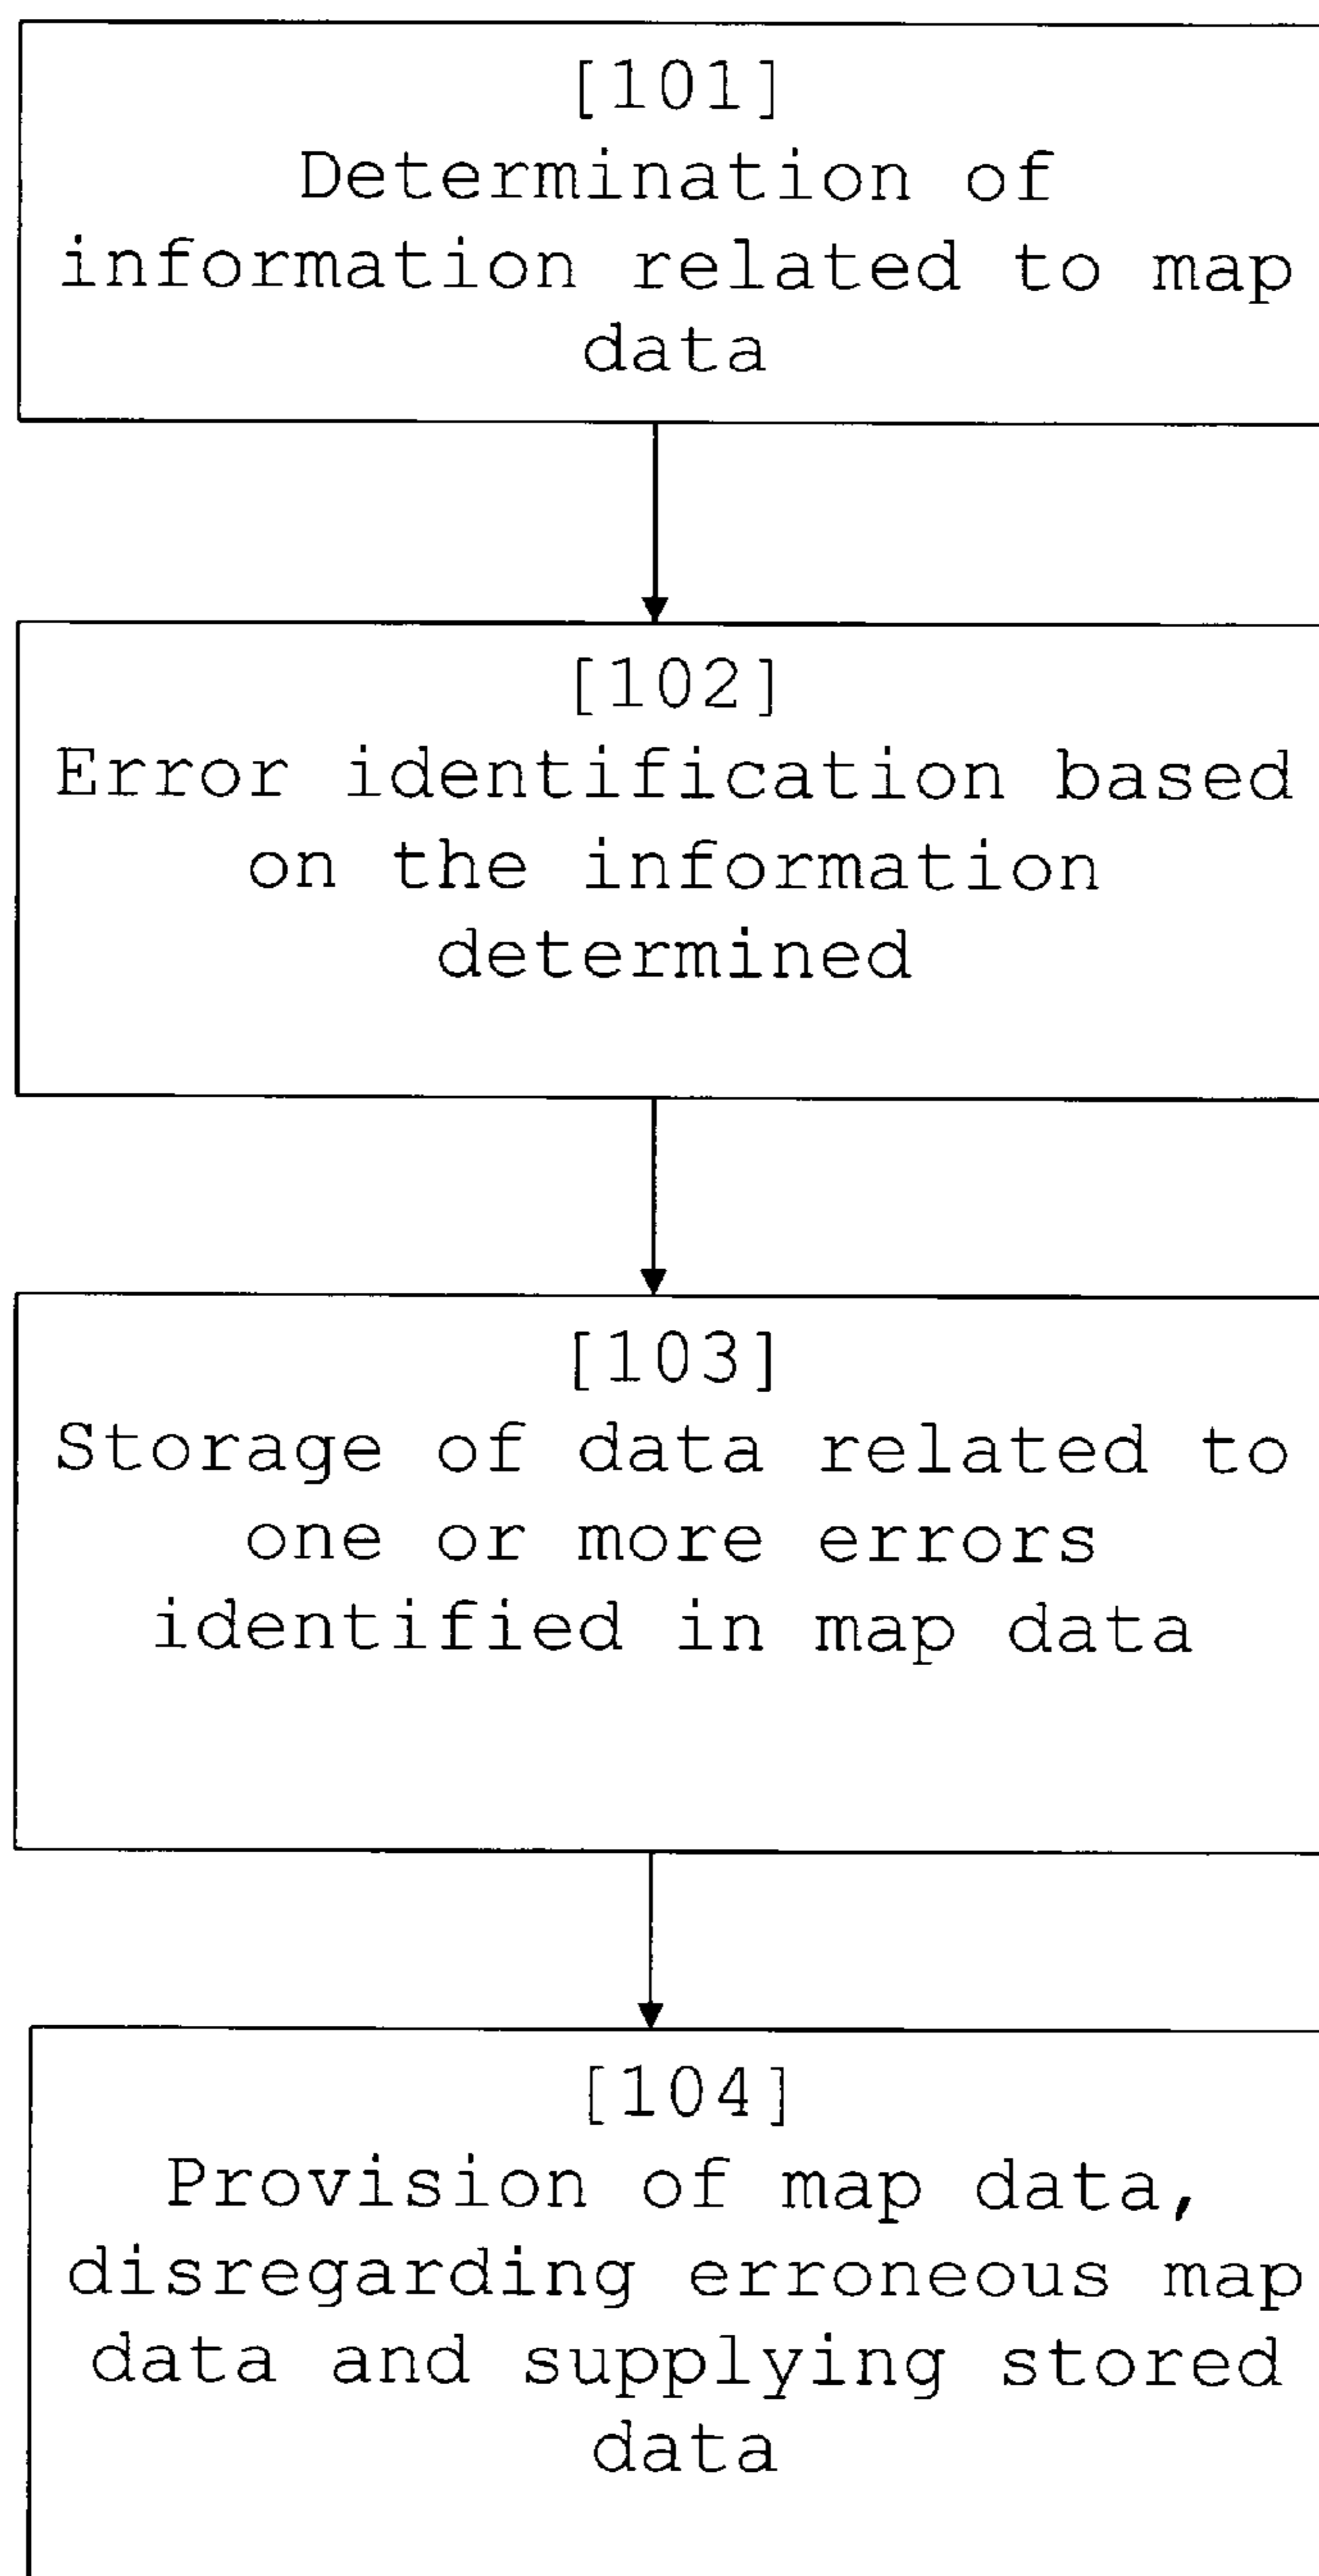 [101]
Determination of
information related to map
data
[102]
Error identification based
on the information
determined
[103]
Storage of data related to
one or more errors
identified in map data
[104]
Provision of map data,
disregarding erroneous map
data and supplying stored
data